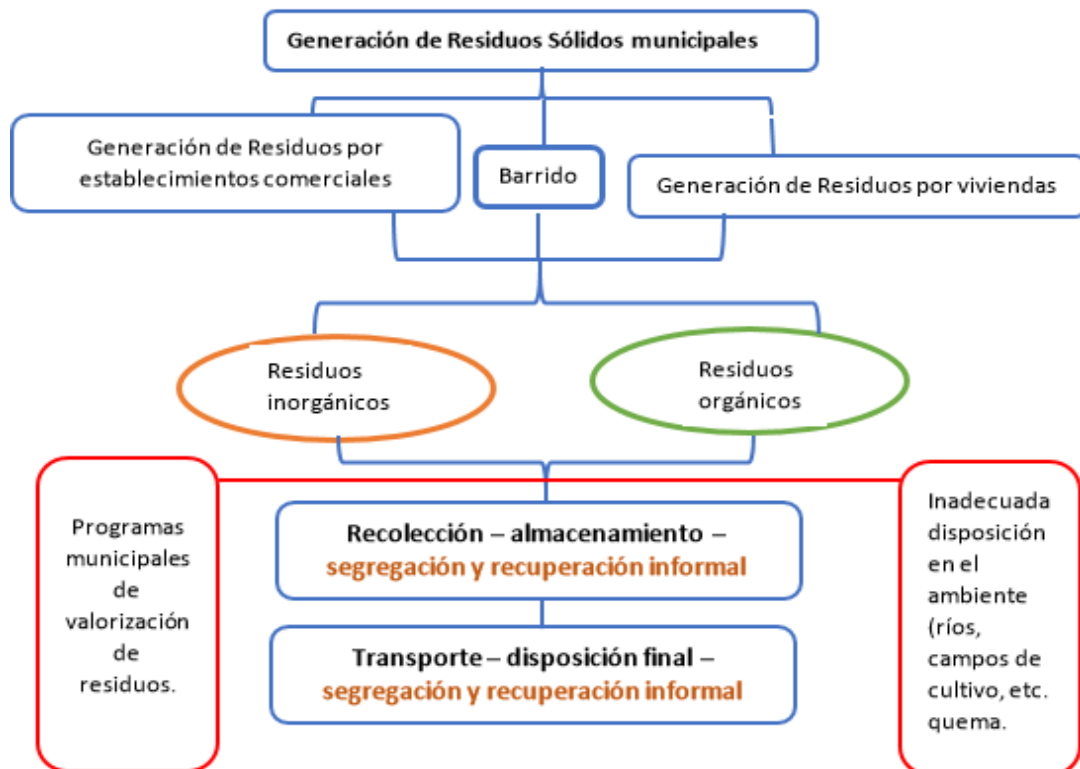 Generación de Residuos Sólidos municipales
Generación de Residuos por
establecimientos comerciales
Barrido
Generación de Residuos por viviendas
Residuos
inorgánicos
Residuos
orgánicos
Programas
municipales
de
valorización
de
residuos.
Recolección – almacenamiento –
segregación y recuperación informal
Transporte – disposición final –
segregación y recuperación informal
Inadecuada
disposición
en el
ambiente
(ríos,
campos de
cultivo, etc.
quema.